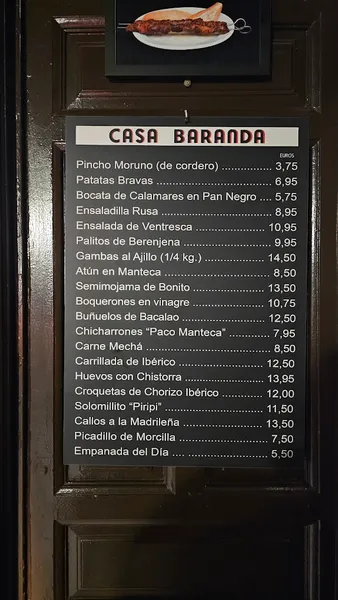 CASA BARANDA
EUROS
Pincho Moruno (de cordero) ................ 3,75
Patatas Bravas ................................... 6,95
Bocata de Calamares en Pan Negro .... 5,75
Ensaladilla Rusa ................................. 8,95
Ensalada de Ventresca ..................... 10,95
Palitos de Berenjena ........................... 9,95
Gambas al Ajillo (1/4 kg.) ................... 14,50
Atún en Manteca ................................ 8,50
Semimojama de Bonito ..................... 13,50
Boquerones en vinagre ..................... 10,75
Buñuelos de Bacalao ........................ 12,50
Chicharrones "Paco Manteca" ............ 7,95
Carne Mechá ...................................... 8,50
Carrillada de Ibérico .......................... 12,50
Huevos con Chistorra ........................ 13,95
Croquetas de Chorizo Ibérico ............ 12,00
Solomillito "Piripi" .............................. 11,50
Callos a la Madrileña ......................... 13,50
Picadillo de Morcilla ............................ 7,50
Empanada del Día .... ......................... 5,50